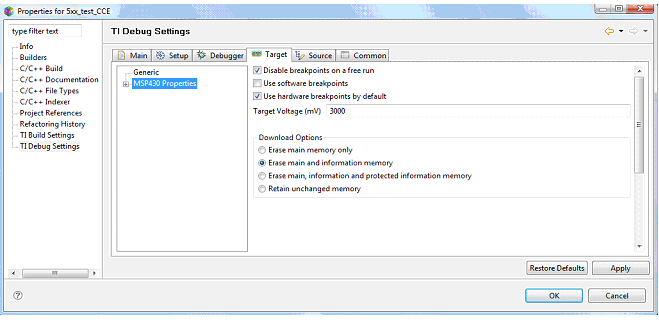 Properties for 5xx_test_CCE
type filter text
Info
Builders
C/C++ Build
C/C++ Documentation
C/C++ File Types
C/C++ Indexer
Project References
Refactoring History
TI Build Settings
TI Debug Settings
TI Debug Settings
Main
Setup
Debugger
Target
Source
Common
Generic
MSP430 Properties
Disable breakpoints on a free run
Use software breakpoints
Use hardware breakpoints by default
Target Voltage (mV) 3000
Download Options
Erase main memory only
Erase main and information memory
Erase main, information and protected information memory
Retain unchanged memory
Restore Defaults
Apply
OK
Cancel